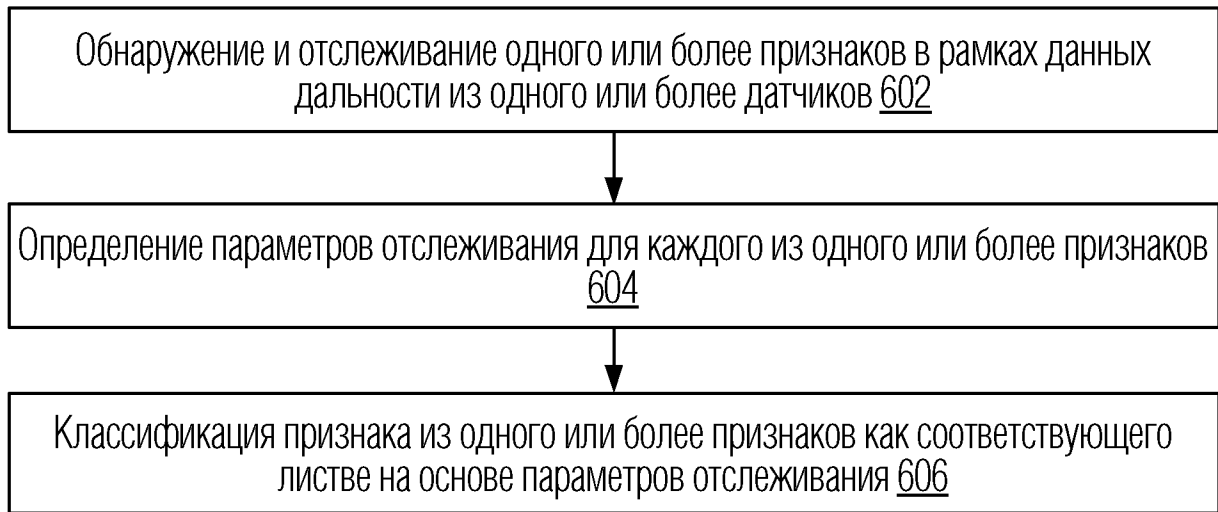 Обнаружение и отслеживание одного или более признаков в рамках данных
дальности из одного или более датчиков 602
Определение параметров отслеживания для каждого из одного или более признаков
604
Классификация признака из одного или более признаков как соответствующего
листве на основе параметров отслеживания 606